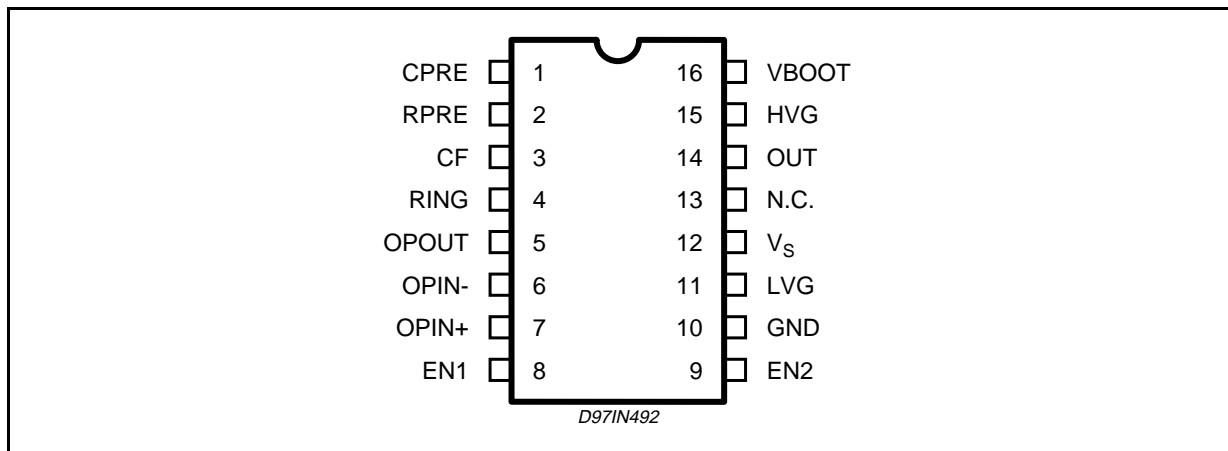 CPRE 1 16 VBOOT
RPRE 2 15 HVG
CF 3 14 OUT
RING 4 13 N.C.
OPOUT 5 12 VS
OPIN- 6 11 LVG
OPIN+ 7 10 GND
EN1 8 9 EN2
D97IN492